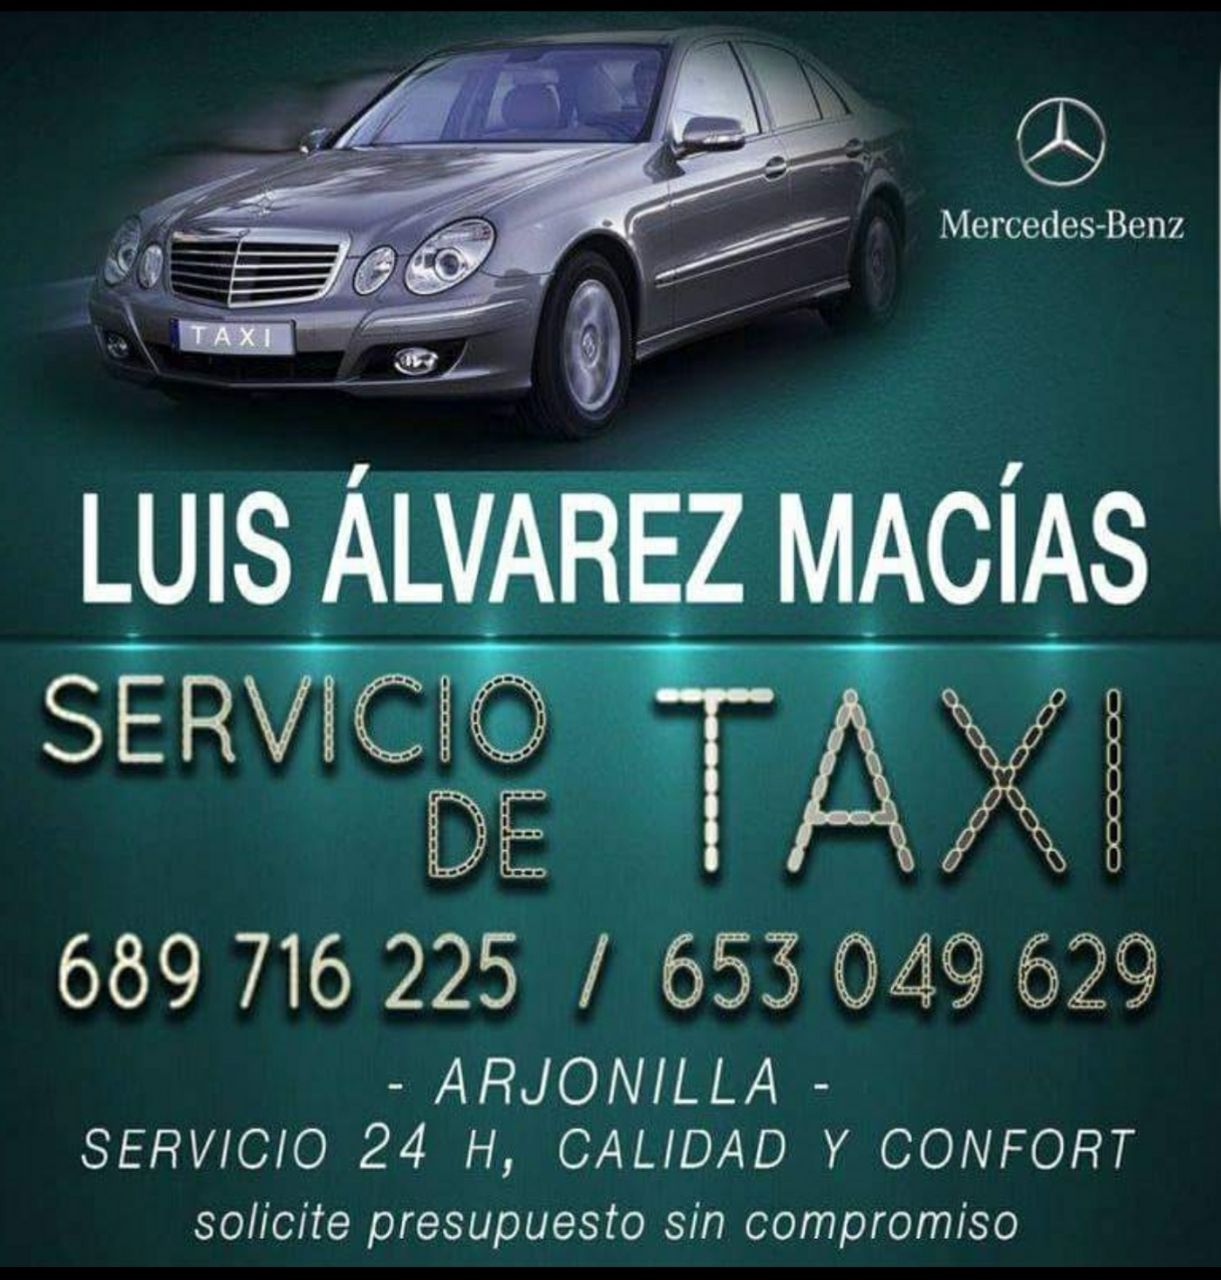 Mercedes-Benz
TAXI
LUIS ÁLVAREZ MACÍAS
SERVICIO
DE
TAXI
689 716 225 / 653 049 629
- ARJONILLA -
SERVICIO 24 H, CALIDAD Y CONFORT
solicite presupuesto sin compromiso